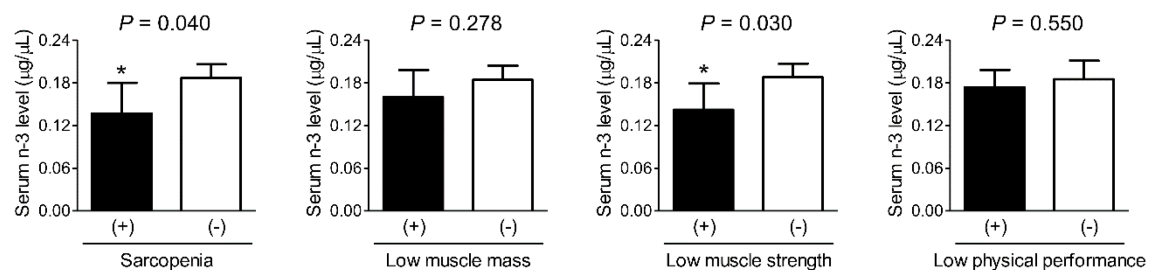 P = 0.040
Serum n-3 level (μg/μL)
0.24
0.18
0.12
0.06
0.00
*
(+)
(-)
Sarcopenia
P = 0.278
Serum n-3 level (μg/μL)
0.24
0.18
0.12
0.06
0.00
(+)
(-)
Low muscle mass
P = 0.030
Serum n-3 level (μg/μL)
0.24
0.18
0.12
0.06
0.00
*
(+)
(-)
Low muscle strength
P = 0.550
Serum n-3 level (μg/μL)
0.24
0.18
0.12
0.06
0.00
(+)
(-)
Low physical performance